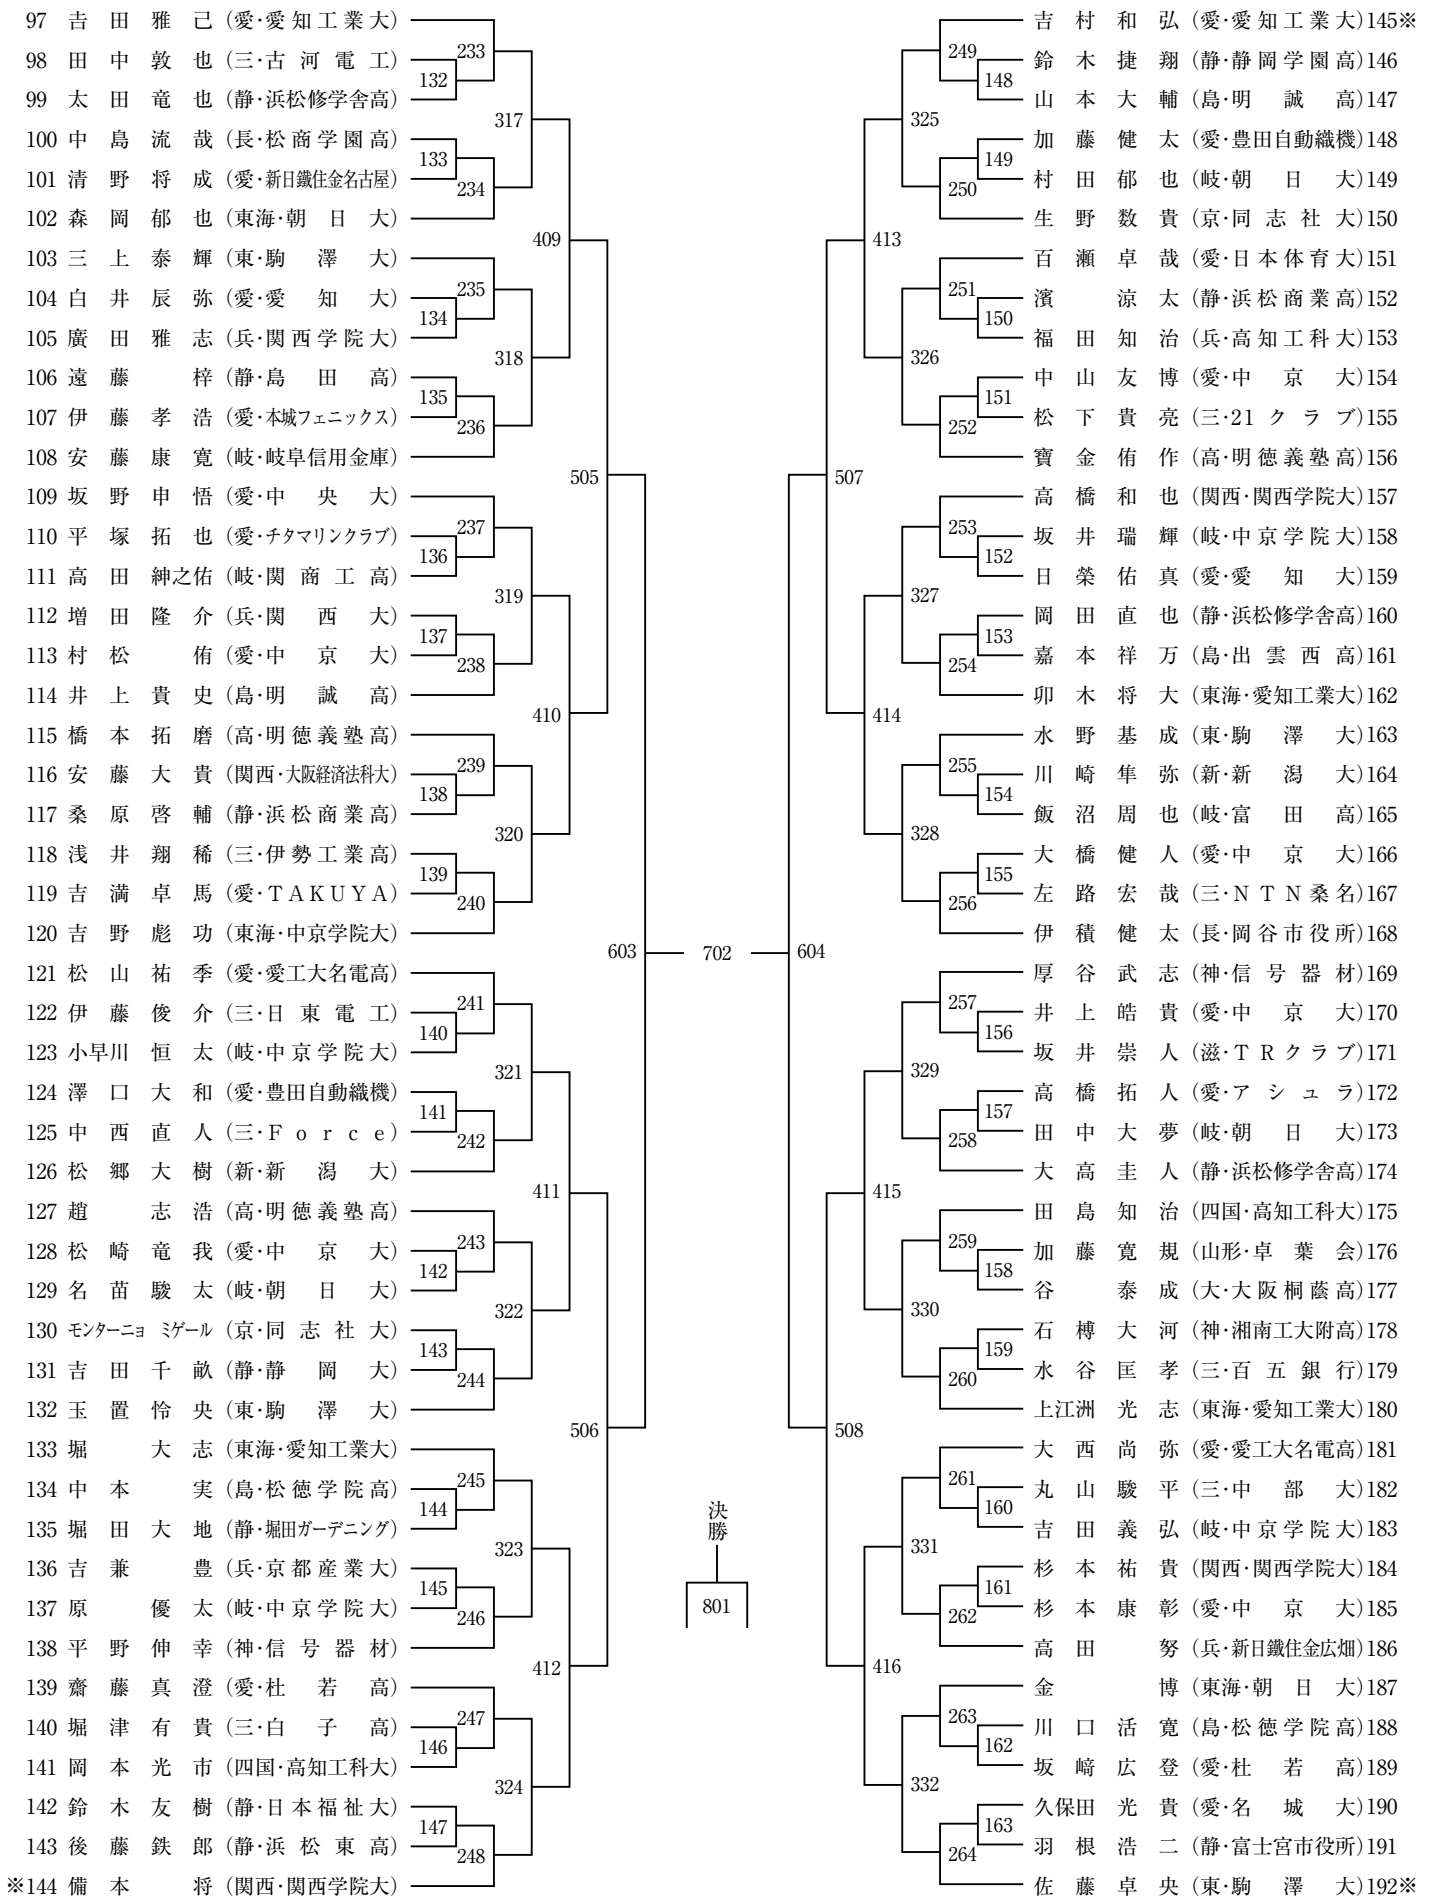 97 吉田雅己 (愛・愛知工業大)
98 田中敦也 (三・古河電工)
99 太田竜也 (静・浜松修学舎高)
100 中島流哉 (長・松商学園高)
101 清野将成 (愛・新日鐵住金名古屋)
102 森岡郁也 (東海・朝日大)
103 三上泰輝 (東・駒澤大)
104 白井辰弥 (愛・愛知大)
105 廣田雅志 (兵・関西学院大)
106 遠藤梓 (静・島田高)
107 伊藤孝浩 (愛・本城フェニックス)
108 安藤康寛 (岐・岐阜信用金庫)
109 坂野申悟 (愛・中央大)
110 平塚拓也 (愛・チタマリンクラブ)
111 高田紳之佑 (岐・関商工高)
112 増田隆介 (兵・関西大)
113 村松侑 (愛・中京大)
114 井上貴史 (島・明誠高)
115 橋本拓磨 (高・明徳義塾高)
116 安藤大貴 (関西・大阪経済法科大)
117 桑原啓輔 (静・浜松商業高)
118 浅井翔稀 (三・伊勢工業高)
119 吉満卓馬 (愛・TAKUYA)
120 吉野彪功 (東海・中京学院大)
121 松山祐季 (愛・愛工大名電高)
122 伊藤俊介 (三・日東電工)
123 小早川恒太 (岐・中京学院大)
124 澤口大和 (愛・豊田自動織機)
125 中西直人 (三・Force)
126 松郷大樹 (新・新潟大)
127 趙志浩 (高・明徳義塾高)
128 松崎竜我 (愛・中京大)
129 名苗駿太 (岐・朝日大)
130 モンターニョ ミゲール (京・同志社大)
131 吉田千畝 (静・静岡大)
132 玉置怜央 (東・駒澤大)
133 堀大志 (東海・愛知工業大)
134 中本実 (島・松徳学院高)
135 堀田大地 (静・堀田ガーデニング)
136 吉兼豊 (兵・京都産業大)
137 原優太 (岐・中京学院大)
138 平野伸幸 (神・信号器材)
139 齋藤真澄 (愛・杜若高)
140 堀津有貴 (三・白子高)
141 岡本光市 (四国・高知工科大)
142 鈴木友樹 (静・日本福祉大)
143 後藤鉄郎 (静・浜松東高)
※144 備本将 (関西・関西学院大)
132
133
134
135
136
137
138
139
140
141
142
143
144
145
146
147
233
234
235
236
237
238
239
240
241
242
243
244
245
246
247
248
317
318
319
320
321
322
323
324
409
410
411
412
505
506
603
702
決勝
801
604
507
508
413
414
415
416
325
326
327
328
329
330
331
332
249
250
251
252
253
254
255
256
257
258
259
260
261
262
263
264
148
149
150
151
152
153
154
155
156
157
158
159
160
161
162
163
吉村和弘 (愛・愛知工業大)145※
鈴木捷翔 (静・静岡学園高)146
山本大輔 (島・明誠高)147
加藤健太 (愛・豊田自動織機)148
村田郁也 (岐・朝日大)149
生野数貴 (京・同志社大)150
百瀬卓哉 (愛・日本体育大)151
濱涼太 (静・浜松商業高)152
福田知治 (兵・高知工科大)153
中山友博 (愛・中京大)154
松下貴亮 (三・21クラブ)155
寶金侑作 (高・明徳義塾高)156
高橋和也 (関西・関西学院大)157
坂井瑞輝 (岐・中京学院大)158
日榮佑真 (愛・愛知大)159
岡田直也 (静・浜松修学舎高)160
嘉本祥万 (島・出雲西高)161
卯木将大 (東海・愛知工業大)162
水野基成 (東・駒澤大)163
川崎隼弥 (新・新潟大)164
飯沼周也 (岐・富田高)165
大橋健人 (愛・中京大)166
左路宏哉 (三・NTN桑名)167
伊積健太 (長・岡谷市役所)168
厚谷武志 (神・信号器材)169
井上皓貴 (愛・中京大)170
坂井崇人 (滋・TRクラブ)171
高橋拓人 (愛・アシュラ)172
田中大夢 (岐・朝日大)173
大高圭人 (静・浜松修学舎高)174
田島知治 (四国・高知工科大)175
加藤寛規 (山形・卓葉会)176
谷泰成 (大・大阪桐蔭高)177
石榑大河 (神・湘南工大附高)178
水谷匡孝 (三・百五銀行)179
上江洲光志 (東海・愛知工業大)180
大西尚弥 (愛・愛工大名電高)181
丸山駿平 (三・中部大)182
吉田義弘 (岐・中京学院大)183
杉本祐貴 (関西・関西学院大)184
杉本康彰 (愛・中京大)185
高田努 (兵・新日鐵住金広畑)186
金博 (東海・朝日大)187
川口活寛 (島・松徳学院高)188
坂﨑広登 (愛・杜若高)189
久保田光貴 (愛・名城大)190
羽根浩二 (静・富士宮市役所)191
佐藤卓央 (東・駒澤大)192※